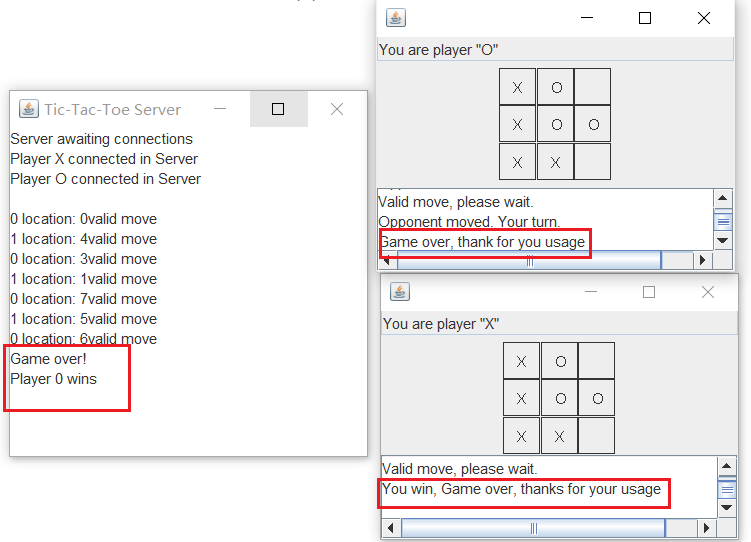 Tic-Tac-Toe Server
Server awaiting connections
Player X connected in Server
Player O connected in Server
0 location: 0valid move
1 location: 4valid move
0 location: 3valid move
1 location: 1valid move
0 location: 7valid move
1 location: 5valid move
0 location: 6valid move
Game over!
Player 0 wins
You are player "O"
X O
X O O
X X
Valid move, please wait.
Opponent moved. Your turn.
Game over, thank for you usage
You are player "X"
X O
X O O
X X
Valid move, please wait.
You win, Game over, thanks for your usage